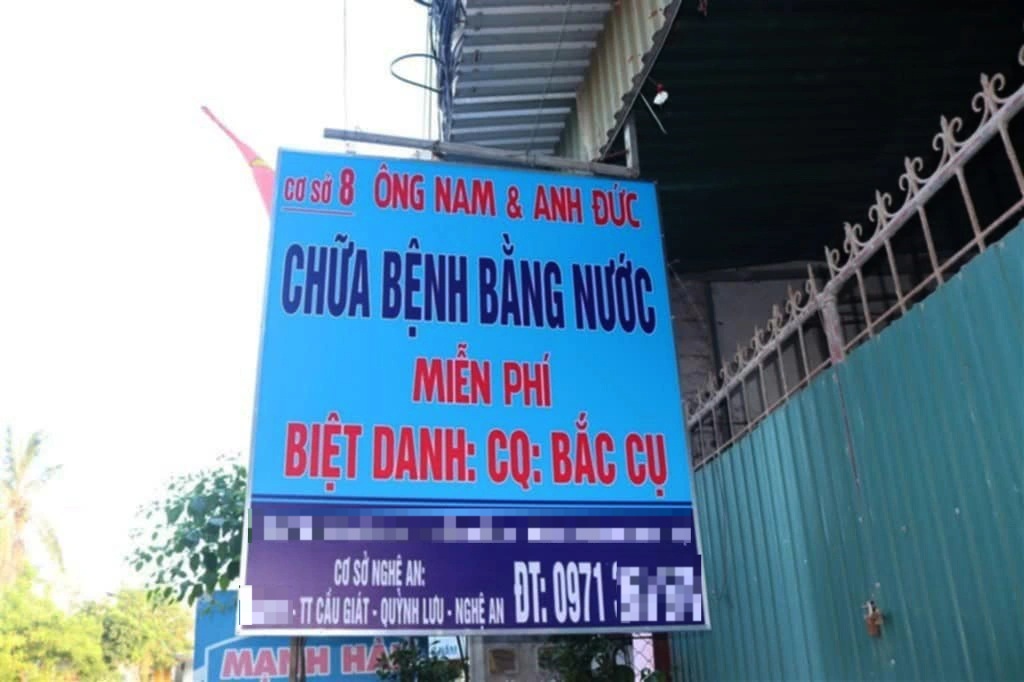 CƠ SỞ 8 ÔNG NAM & ANH ĐỨC
CHỮA BỆNH BẰNG NƯỚC
MIỄN PHÍ
BIỆT DANH: CQ: BẮC CỤ
CƠ SỞ NGHỆ AN:
- TT CẦU GIÁT - QUỲNH LƯU - NGHỆ AN
ĐT: 0971
MẠNH